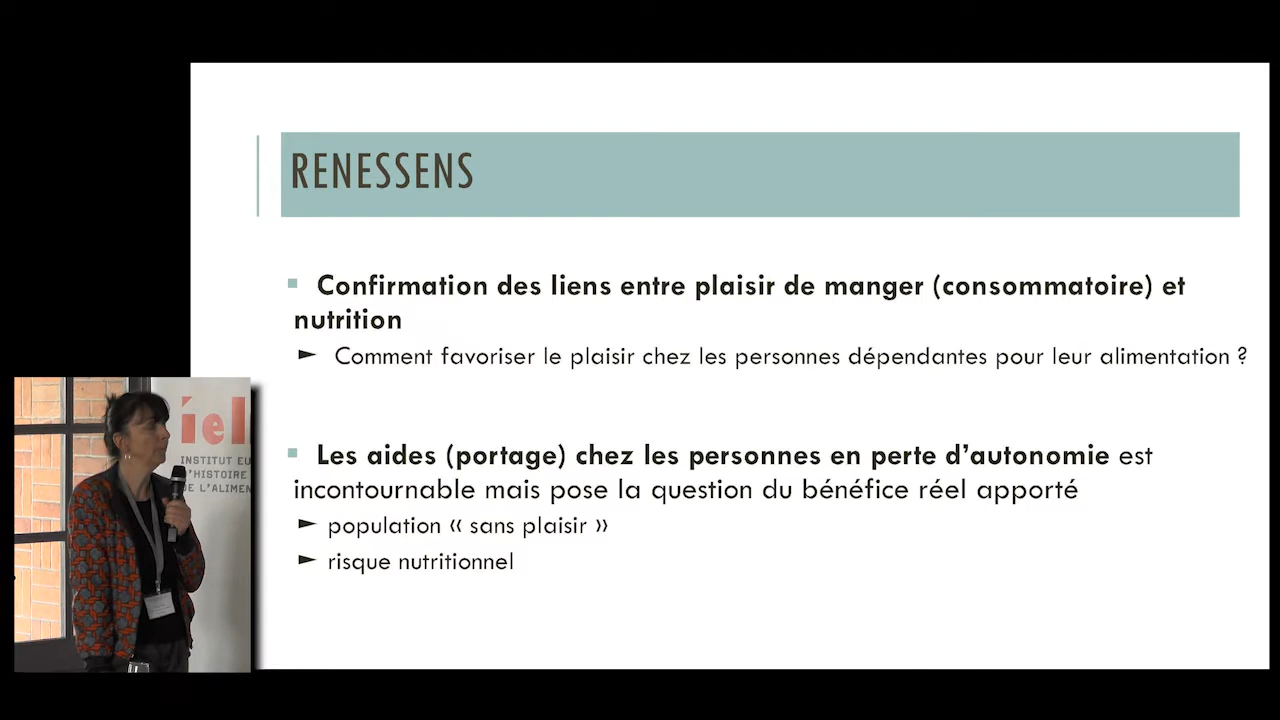 RENESSENS
Confirmation des liens entre plaisir de manger (consommatoire) et
nutrition
Comment favoriser le plaisir chez les personnes dépendantes pour leur alimentation ?
Les aides (portage) chez les personnes en perte d'autonomie est
incontournable mais pose la question du bénéfice réel apporté
population « sans plaisir »
risque nutritionnel
INSTITUT EU
D'HISTOIRE
DE L'ALIMEN